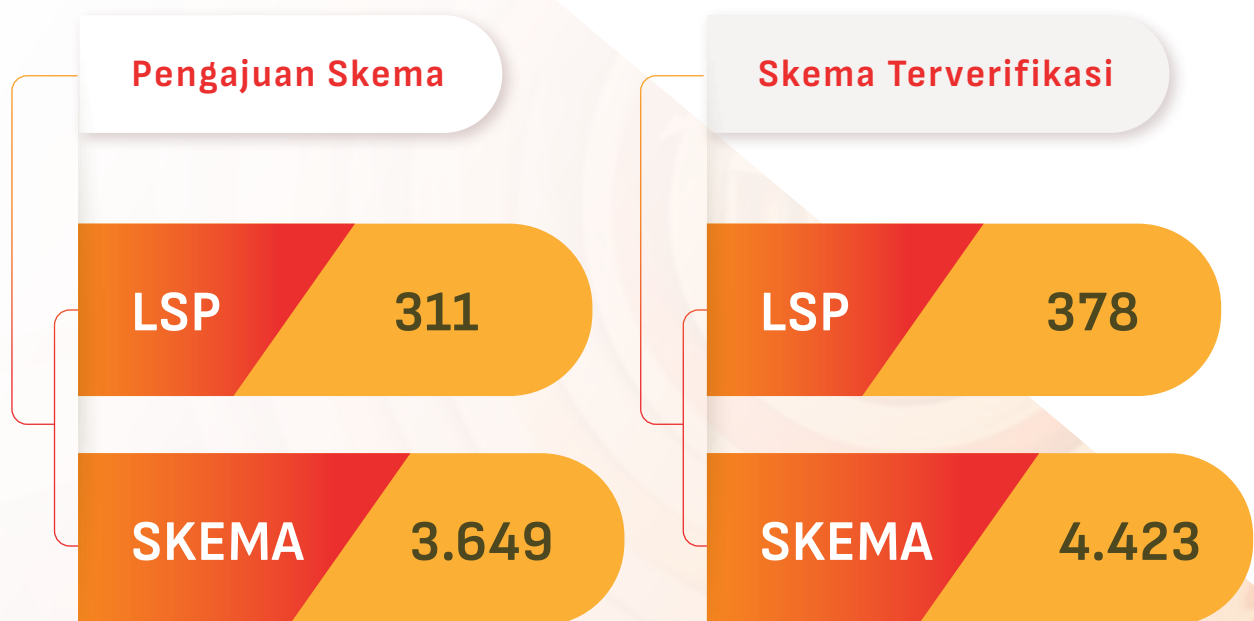 Pengajuan Skema
LSP 311
SKEMA 3.649
Skema Terverifikasi
LSP 378
SKEMA 4.423